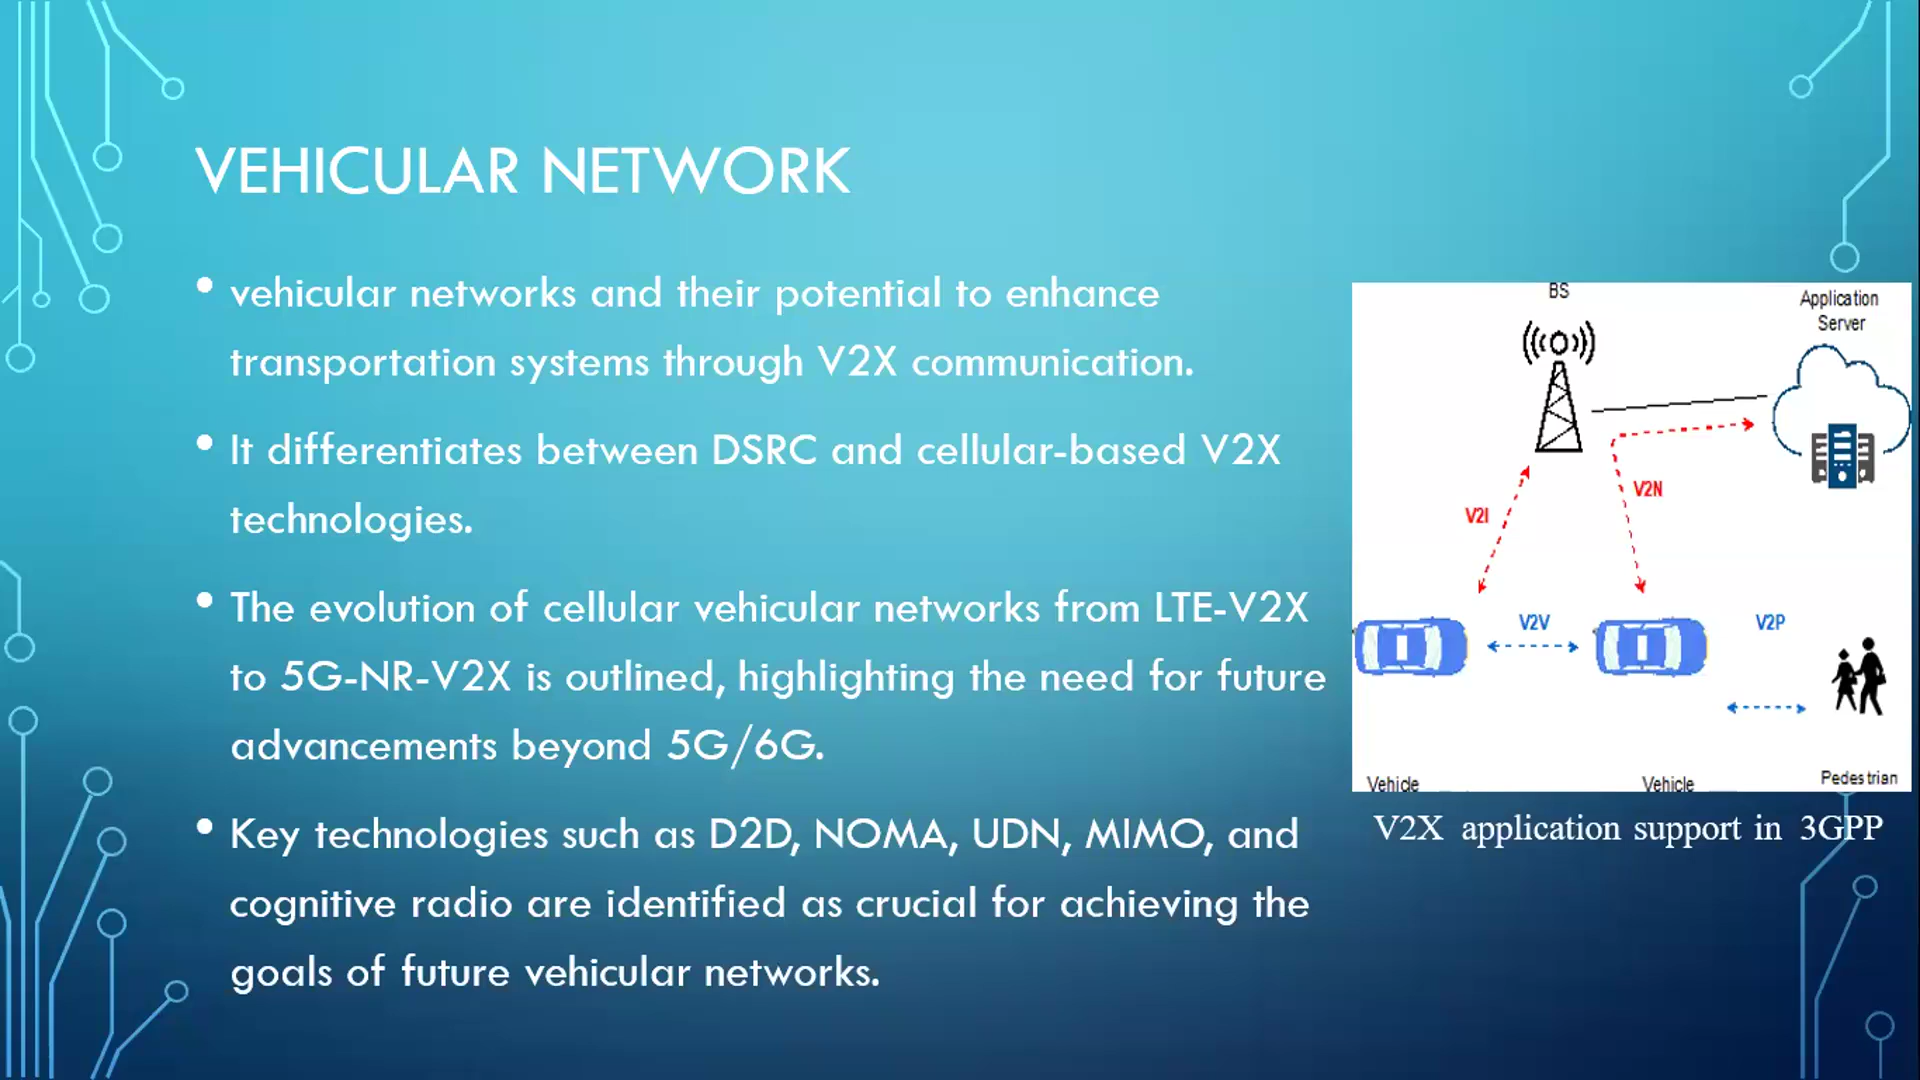 VEHICULAR NETWORK
• vehicular networks and their potential to enhance
transportation systems through V2X communication.
• It differentiates between DSRC and cellular-based V2X
technologies.
• The evolution of cellular vehicular networks from LTE-V2X
to 5G-NR-V2X is outlined, highlighting the need for future
advancements beyond 5G/6G.
• Key technologies such as D2D, NOMA, UDN, MIMO, and
cognitive radio are identified as crucial for achieving the
goals of future vehicular networks.
BS
Application
Server
V2I
V2N
V2V
V2P
Vehicle
Vehicle
Pedestrian
V2X application support in 3GPP